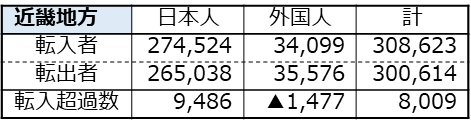 近畿地方 日本人 外国人 計
転入者 274,524 34,099 308,623
転出者 265,038 35,576 300,614
転入超過数 9,486 ▲1,477 8,009